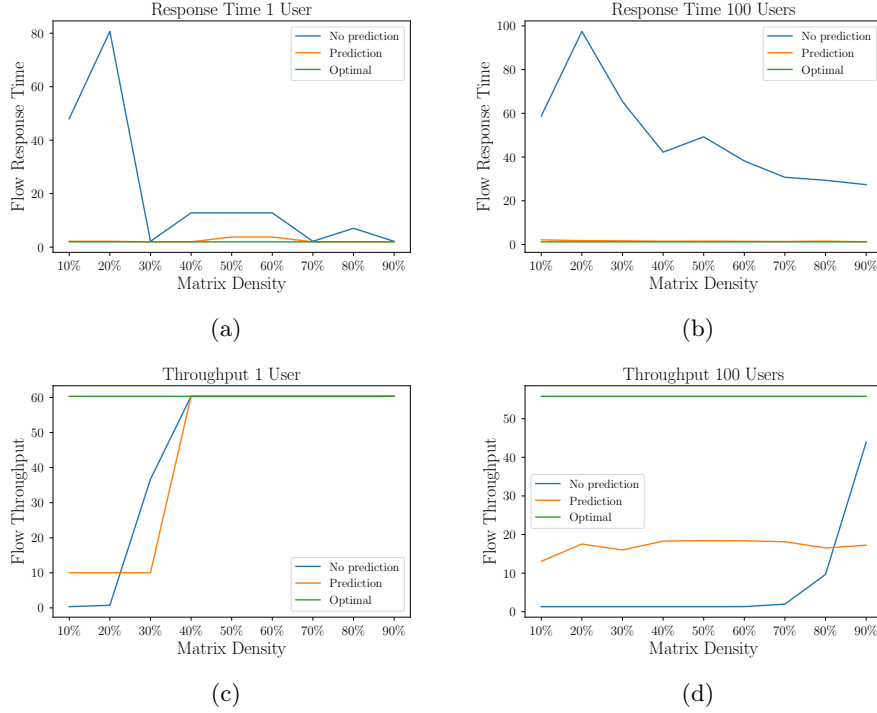 Response Time 1 User
80
60
40
20
0
Flow Response Time
No prediction
Prediction
Optimal
10% 20% 30% 40% 50% 60% 70% 80% 90%
Matrix Density
(a)
Response Time 100 Users
100
80
60
40
20
0
Flow Response Time
No prediction
Prediction
Optimal
10% 20% 30% 40% 50% 60% 70% 80% 90%
Matrix Density
(b)
Throughput 1 User
60
50
40
30
20
10
0
Flow Throughput
No prediction
Prediction
Optimal
10% 20% 30% 40% 50% 60% 70% 80% 90%
Matrix Density
(c)
Throughput 100 Users
50
40
30
20
10
0
Flow Throughput
No prediction
Prediction
Optimal
10% 20% 30% 40% 50% 60% 70% 80% 90%
Matrix Density
(d)